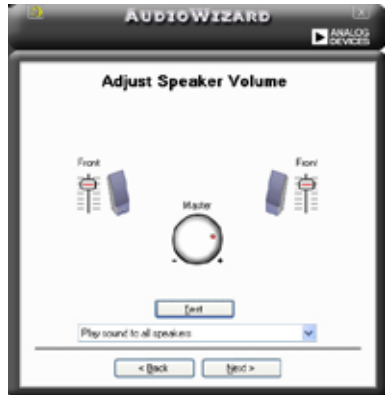 AUDIOWIZARD
ANALOG
DEVICES
Adjust Speaker Volume
Front
Front
Master
- +
Test
Play sound to all speakers
< Back
Next >